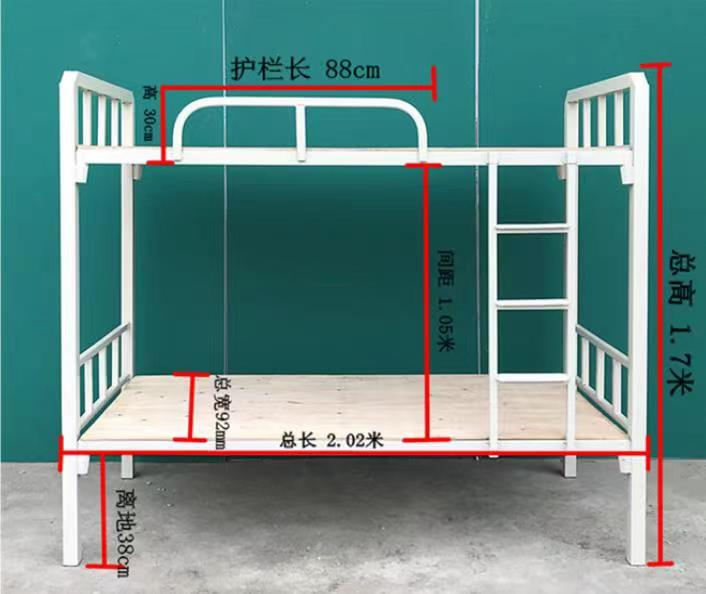 护栏长 88cm
高 30cm
间距 1.05米
总高 1.7米
总宽92mm
总长 2.02米
离地38cm